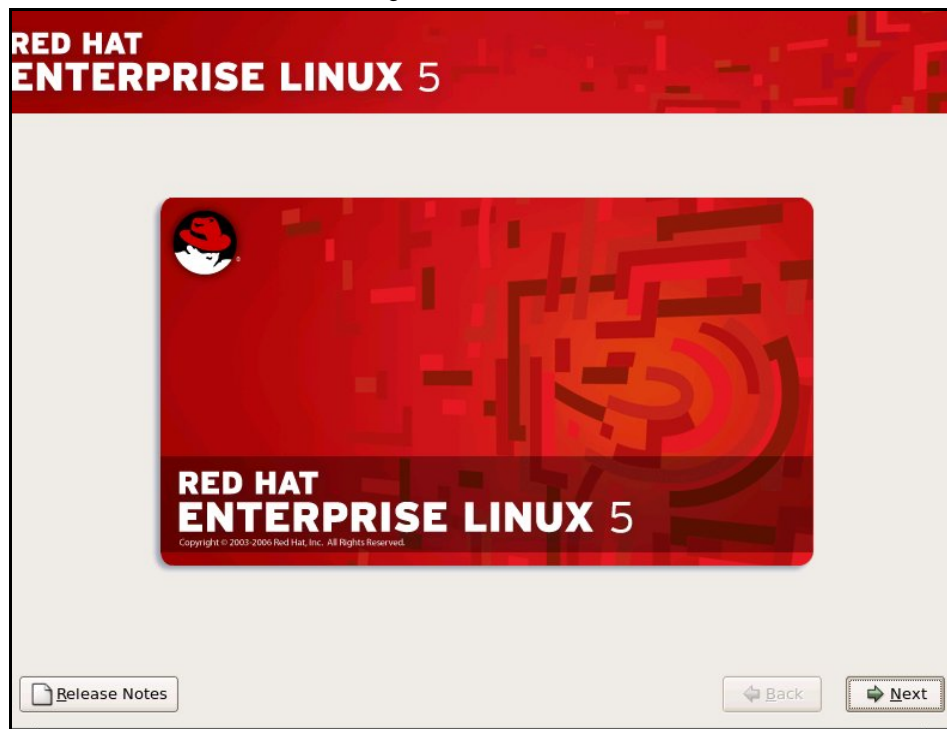 RED HAT
ENTERPRISE LINUX 5
RED HAT
ENTERPRISE LINUX 5
Copyright © 2003-2006 Red Hat, Inc. All Rights Reserved.
Release Notes
Back
Next